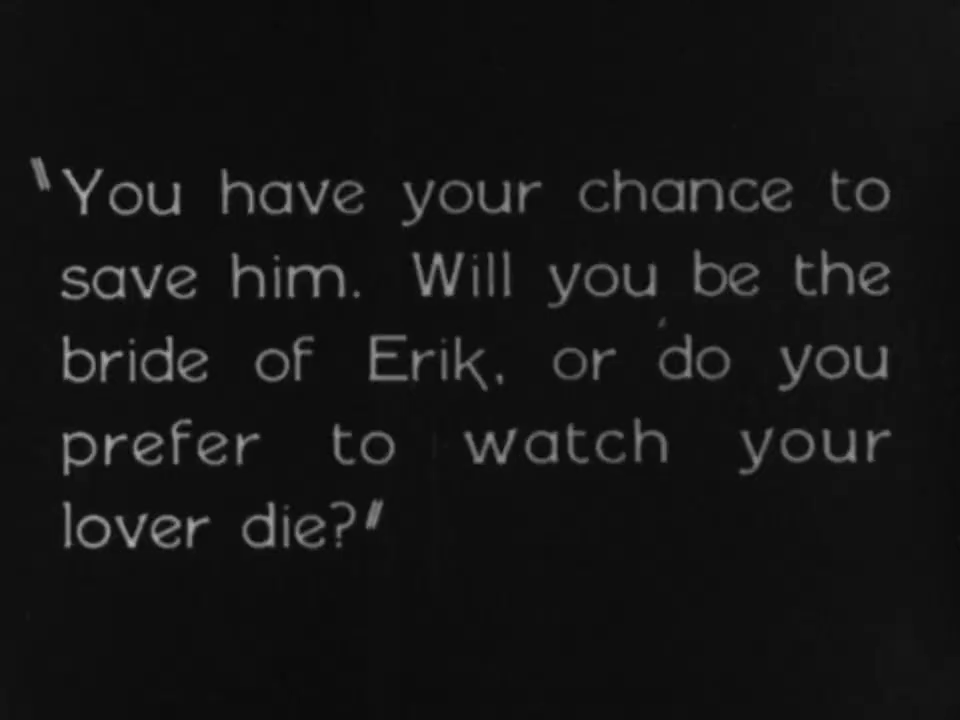 "You have your chance to
save him. Will you be the
bride of Erik, or do you
prefer to watch your
lover die?"